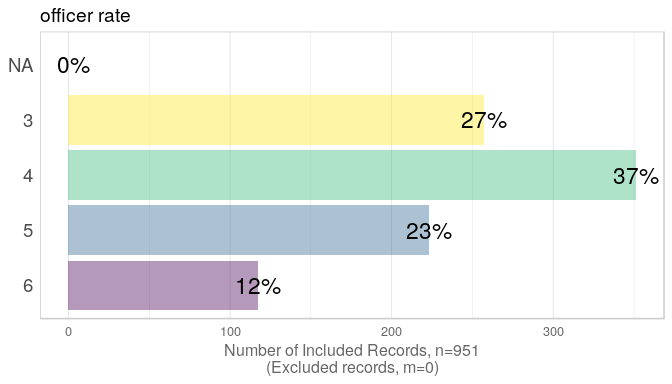 officer rate
NA 0%
3 27%
4 37%
5 23%
6 12%
0 100 200 300
Number of Included Records, n=951
(Excluded records, m=0)